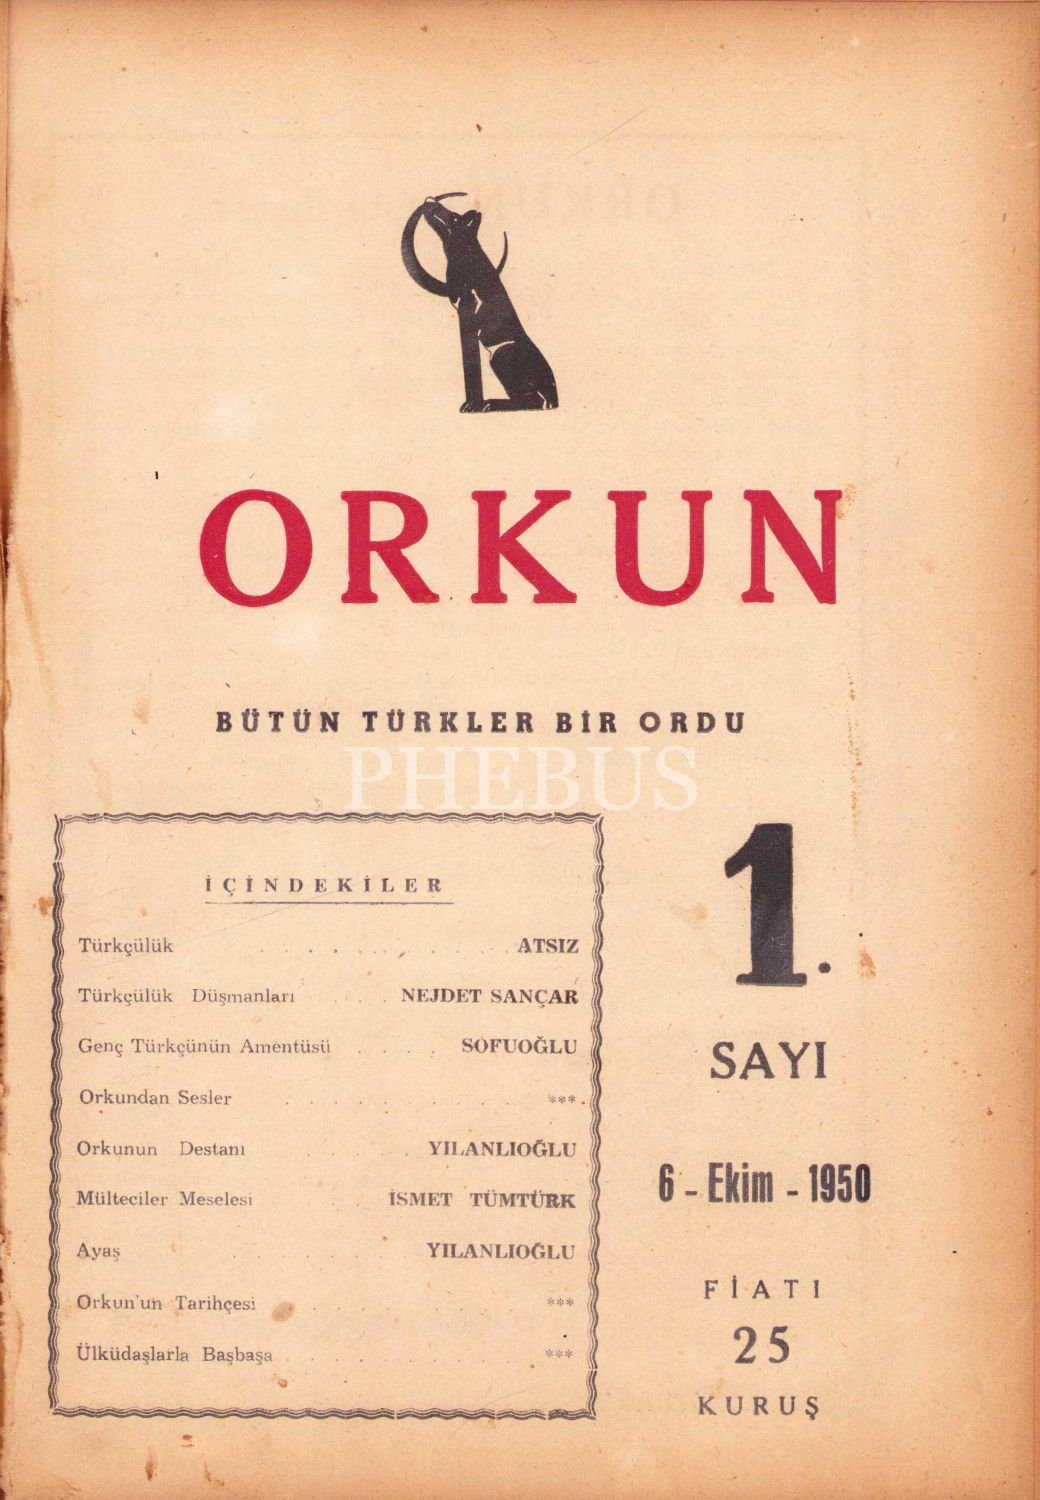 ORKUN
BÜTÜN TÜRKLER BİR ORDU
PHEBUS
İÇİNDEKİLER
Türkçülük . . . . . . . . . . . ATSIZ
Türkçülük Düşmanları . . . . NEJDET SANÇAR
Genç Türkçünün Amentüsü . . . . SOFUOĞLU
Orkundan Sesler . . . . . . . . . . . ***
Orkunun Destanı . . . . . YILANLIOĞLU
Mülteciler Meselesi . . . . İSMET TÜMTÜRK
Ayaş . . . . . . . . YILANLIOĞLU
Orkun'un Tarihçesi . . . . . . . . . . ***
Ülküdaşlarla Başbaşa . . . . . . . . . . ***
1.
SAYI
6 - Ekim - 1950
FİATI
25
KURUŞ